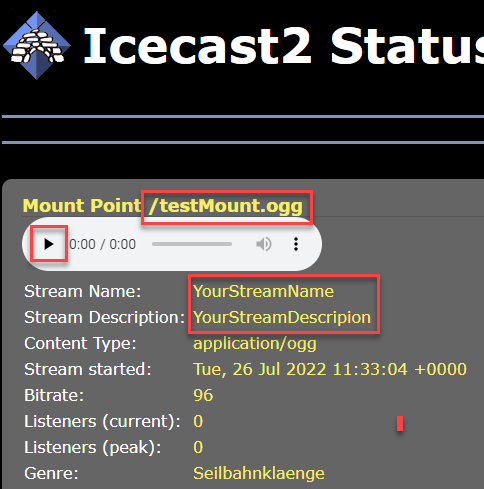 Icecast2 Status
Mount Point /testMount.ogg
0:00 / 0:00
Stream Name: YourStreamName
Stream Description: YourStreamDescripion
Content Type: application/ogg
Stream started: Tue, 26 Jul 2022 11:33:04 +0000
Bitrate: 96
Listeners (current): 0
Listeners (peak): 0
Genre: Seilbahnklaenge